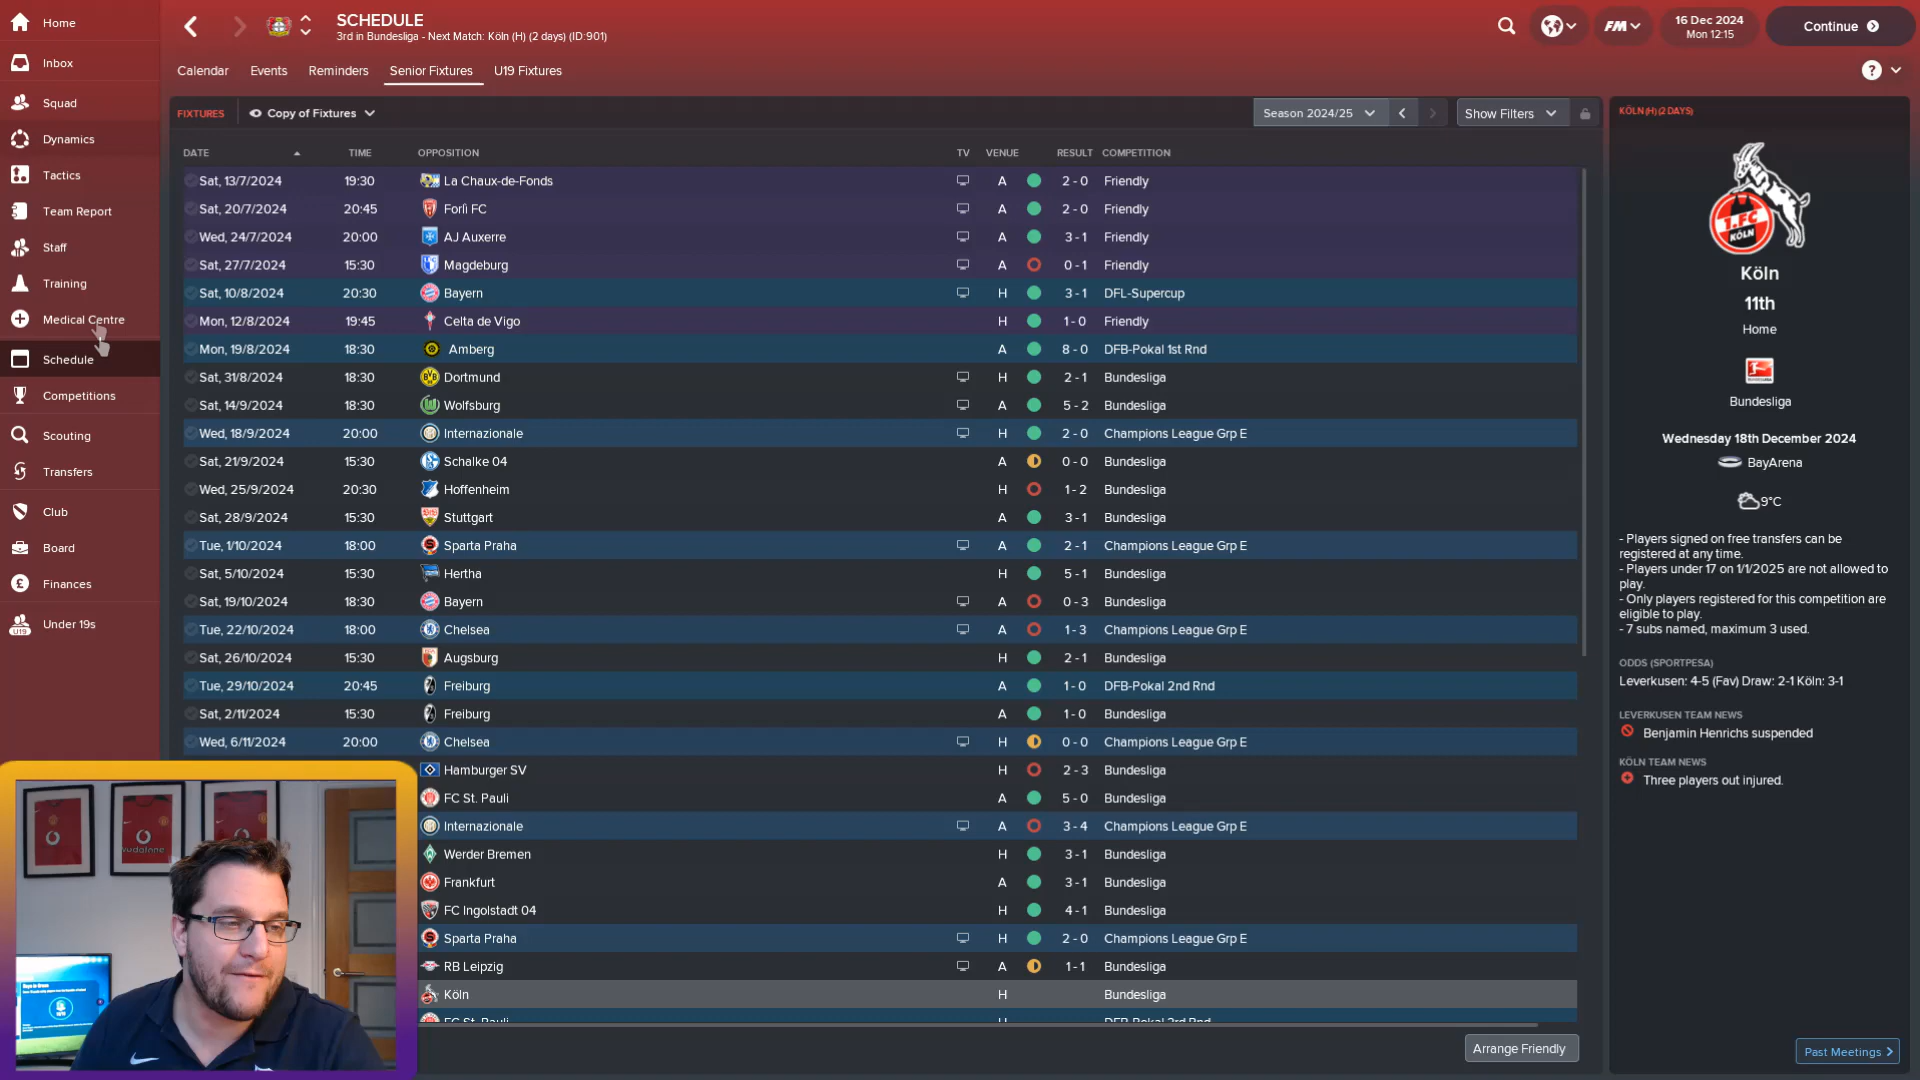 Home
Inbox
Squad
Dynamics
Tactics
Team Report
Staff
Training
Medical Centre
Schedule
Competitions
Scouting
Transfers
Club
Board
Finances
U19
Under 19s
SCHEDULE
3rd in Bundesliga - Next Match: Köln (H) (2 days) (ID:901)
FM
16 Dec 2024
Mon 12:15
Continue
Calendar Events Reminders Senior Fixtures U19 Fixtures
FIXTURES Copy of Fixtures
Season 2024/25 Show Filters
DATE TIME OPPOSITION TV VENUE RESULT COMPETITION
Sat, 13/7/2024 19:30 La Chaux-de-Fonds A 2 - 0 Friendly
Sat, 20/7/2024 20:45 Forlì FC A 2 - 0 Friendly
Wed, 24/7/2024 20:00 AJ Auxerre A 3 - 1 Friendly
Sat, 27/7/2024 15:30 Magdeburg A 0 - 1 Friendly
Sat, 10/8/2024 20:30 Bayern H 3 - 1 DFL-Supercup
Mon, 12/8/2024 19:45 Celta de Vigo H 1 - 0 Friendly
Mon, 19/8/2024 18:30 Amberg A 8 - 0 DFB-Pokal 1st Rnd
Sat, 31/8/2024 18:30 Dortmund H 2 - 1 Bundesliga
Sat, 14/9/2024 18:30 Wolfsburg A 5 - 2 Bundesliga
Wed, 18/9/2024 20:00 Internazionale H 2 - 0 Champions League Grp E
Sat, 21/9/2024 15:30 Schalke 04 A 0 - 0 Bundesliga
Wed, 25/9/2024 20:30 Hoffenheim H 1 - 2 Bundesliga
Sat, 28/9/2024 15:30 Stuttgart A 3 - 1 Bundesliga
Tue, 1/10/2024 18:00 Sparta Praha A 2 - 1 Champions League Grp E
Sat, 5/10/2024 15:30 Hertha H 5 - 1 Bundesliga
Sat, 19/10/2024 18:30 Bayern A 0 - 3 Bundesliga
Tue, 22/10/2024 18:00 Chelsea A 1 - 3 Champions League Grp E
Sat, 26/10/2024 15:30 Augsburg H 2 - 1 Bundesliga
Tue, 29/10/2024 20:45 Freiburg A 1 - 0 DFB-Pokal 2nd Rnd
Sat, 2/11/2024 15:30 Freiburg A 1 - 0 Bundesliga
Wed, 6/11/2024 20:00 Chelsea H 0 - 0 Champions League Grp E
Hamburger SV H 2 - 3 Bundesliga
FC St. Pauli A 5 - 0 Bundesliga
Internazionale A 3 - 4 Champions League Grp E
Werder Bremen H 3 - 1 Bundesliga
Frankfurt A 3 - 1 Bundesliga
FC Ingolstadt 04 H 4 - 1 Bundesliga
Sparta Praha H 2 - 0 Champions League Grp E
RB Leipzig A 1 - 1 Bundesliga
Köln H Bundesliga
FC St. Pauli H DFB-Pokal 3rd Rnd
Arrange Friendly
KÖLN (H) (2 DAYS)
1.FC
KÖLN
Köln
11th
Home
Bundesliga
Wednesday 18th December 2024
BayArena
9°C
- Players signed on free transfers can be
registered at any time.
- Players under 17 on 1/1/2025 are not allowed to
play.
- Only players registered for this competition are
eligible to play.
- 7 subs named, maximum 3 used.
ODDS (SPORTPESA)
Leverkusen: 4-5 (Fav) Draw: 2-1 Köln: 3-1
LEVERKUSEN TEAM NEWS
Benjamin Henrichs suspended
KÖLN TEAM NEWS
Three players out injured.
Past Meetings
vodafone